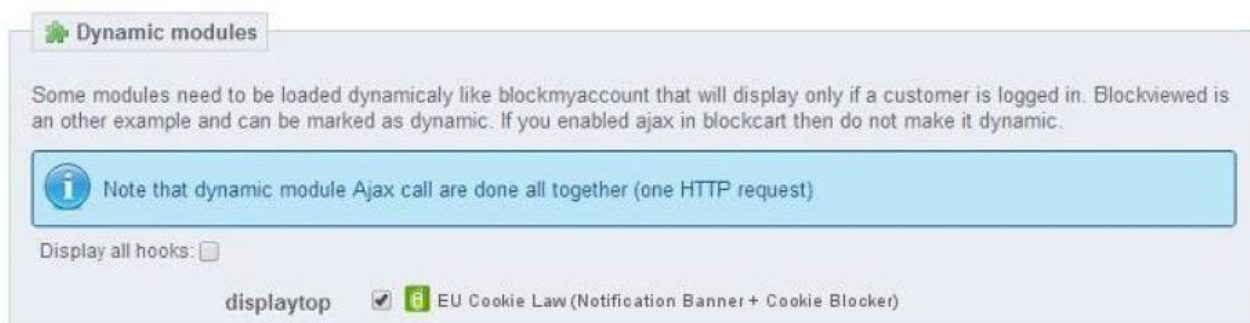 Dynamic modules
Some modules need to be loaded dynamicaly like blockmyaccount that will display only if a customer is logged in. Blockviewed is
an other example and can be marked as dynamic. If you enabled ajax in blockcart then do not make it dynamic.
Note that dynamic module Ajax call are done all together (one HTTP request)
Display all hooks:
displaytop EU Cookie Law (Notification Banner + Cookie Blocker)